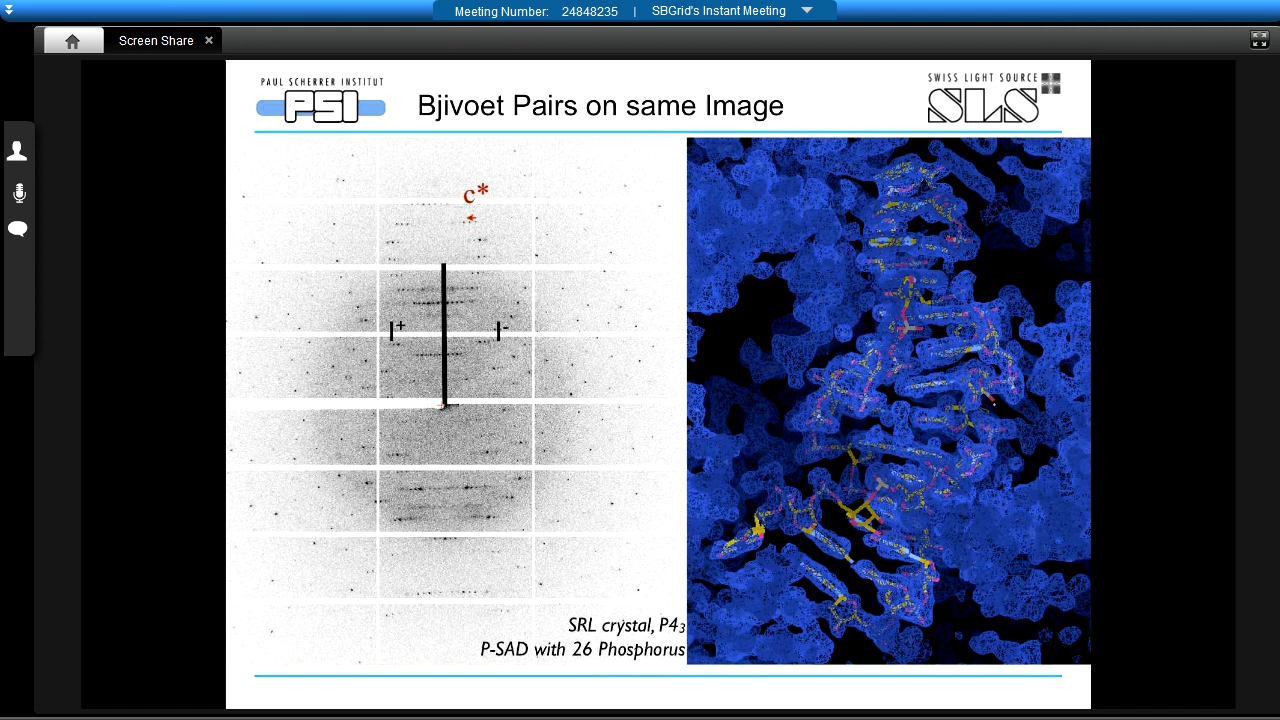 Meeting Number: 24848235 | SBGrid's Instant Meeting
Screen Share
PAUL SCHERRER INSTITUT
PSI
Bjivoet Pairs on same Image
SWISS LIGHT SOURCE
SLS
c*
I+ I-
SRL crystal, P4₃
P-SAD with 26 Phosphorus